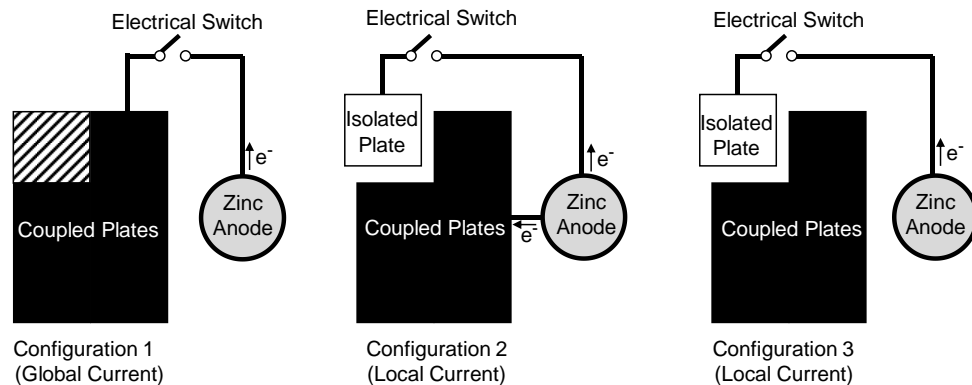 Electrical Switch
e-
Zinc
Anode
Coupled Plates
Configuration 1
(Global Current)
Electrical Switch
Isolated
Plate
e-
Zinc
Anode
Coupled Plates
e-
Configuration 2
(Local Current)
Electrical Switch
Isolated
Plate
e-
Zinc
Anode
Coupled Plates
Configuration 3
(Local Current)